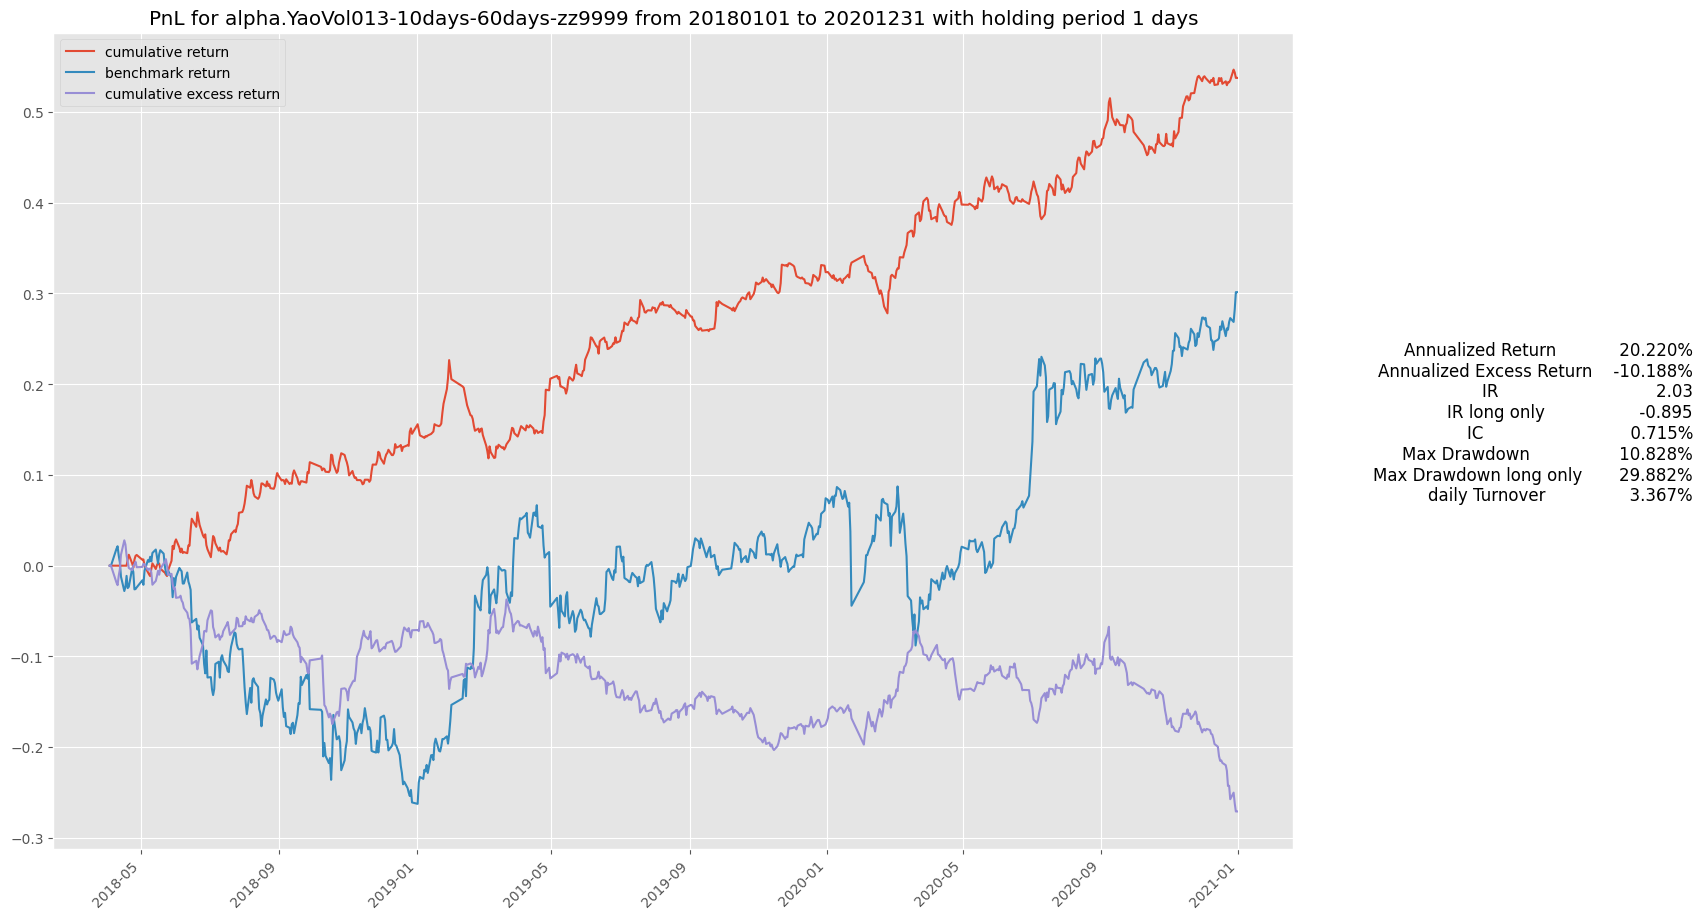 PnL for alpha.YaoVol013-10days-60days-zz9999 from 20180101 to 20201231 with holding period 1 days
cumulative return
benchmark return
cumulative excess return
0.5
0.4
0.3
0.2
0.1
0.0
−0.1
−0.2
−0.3
2018-05
2018-09
2019-01
2019-05
2019-09
2020-01
2020-05
2020-09
2021-01
Annualized Return 20.220%
Annualized Excess Return -10.188%
IR 2.03
IR long only -0.895
IC 0.715%
Max Drawdown 10.828%
Max Drawdown long only 29.882%
daily Turnover 3.367%